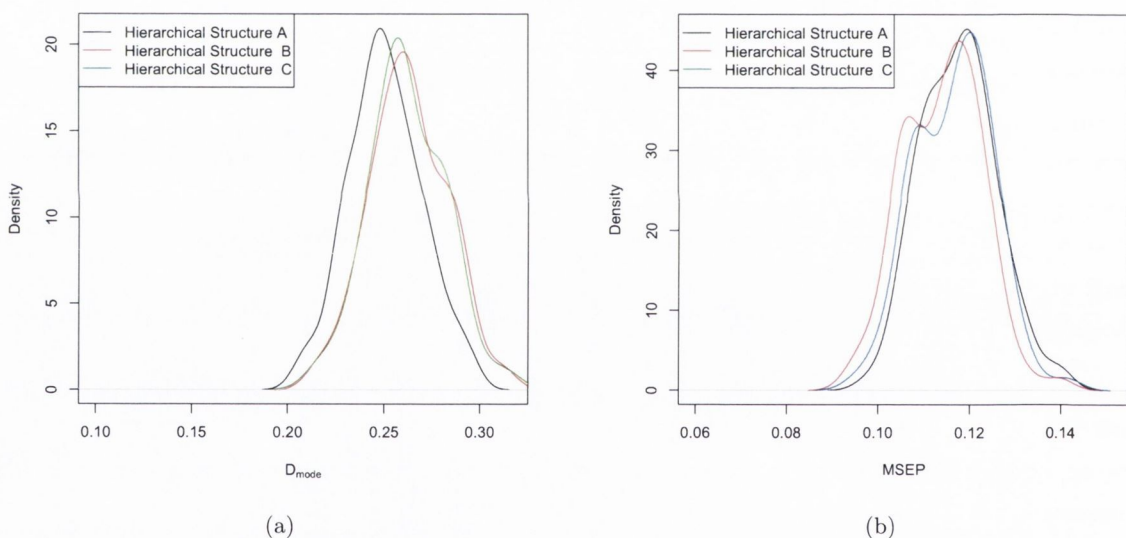 Hierarchical Structure A
Hierarchical Structure B
Hierarchical Structure C
Density
20
15
10
5
0
0.10 0.15 0.20 0.25 0.30
D_mode
(a)
Hierarchical Structure A
Hierarchical Structure B
Hierarchical Structure C
Density
40
30
20
10
0
0.06 0.08 0.10 0.12 0.14
MSEP
(b)